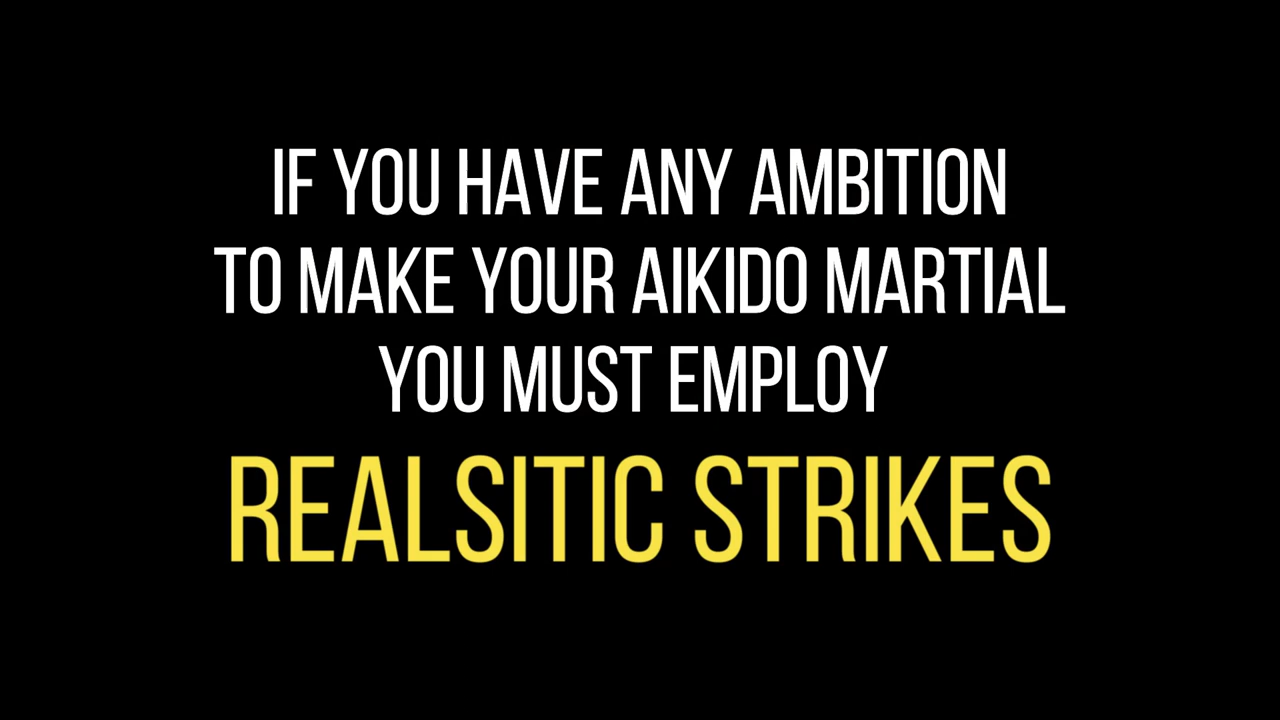 IF YOU HAVE ANY AMBITION
TO MAKE YOUR AIKIDO MARTIAL
YOU MUST EMPLOY
REALSITIC STRIKES